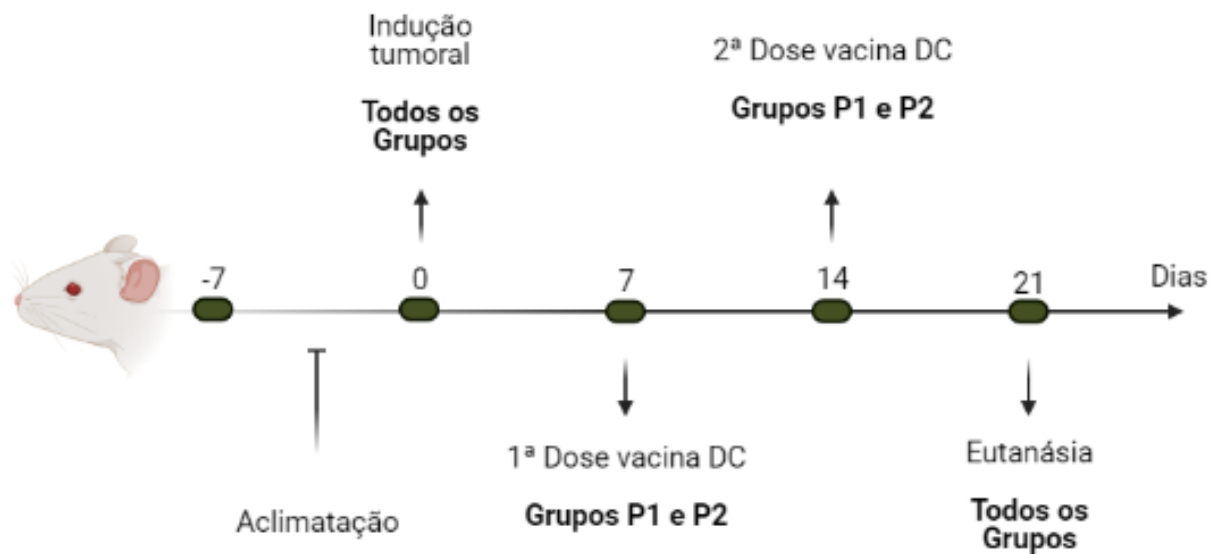 Indução
tumoral
Todos os
Grupos
2ª Dose vacina DC
Grupos P1 e P2
-7
0
7
14
21
Dias
Aclimatação
1ª Dose vacina DC
Grupos P1 e P2
Eutanásia
Todos os
Grupos